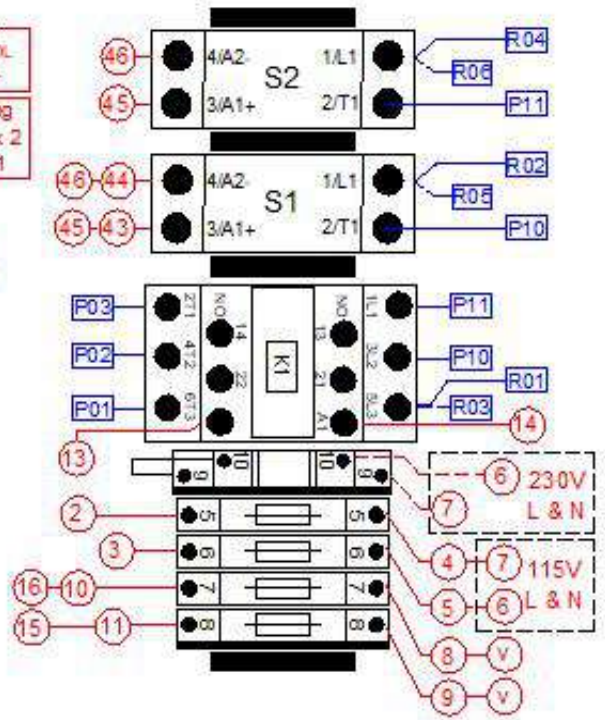 46 4/A2- 1/L1 R04
S2
R06
45 3/A1+ 2/T1 P11
x 2
46 44 4/A2- 1/L1 R02
S1
R05
45 43 3/A1+ 2/T1 P10
P03 2T1 NO 14 NO 13 1L1 P11
P02 4T2 22 K1 21 3L2 P10
R01
P01 6T3 A1 5L3 R03
13 14
9 10 10 9 6 230V
7 L & N
2 5 5
3 6 6 4 7 115V
16 10 7 7 5 6 L & N
15 11 8 8 8 V
9 V